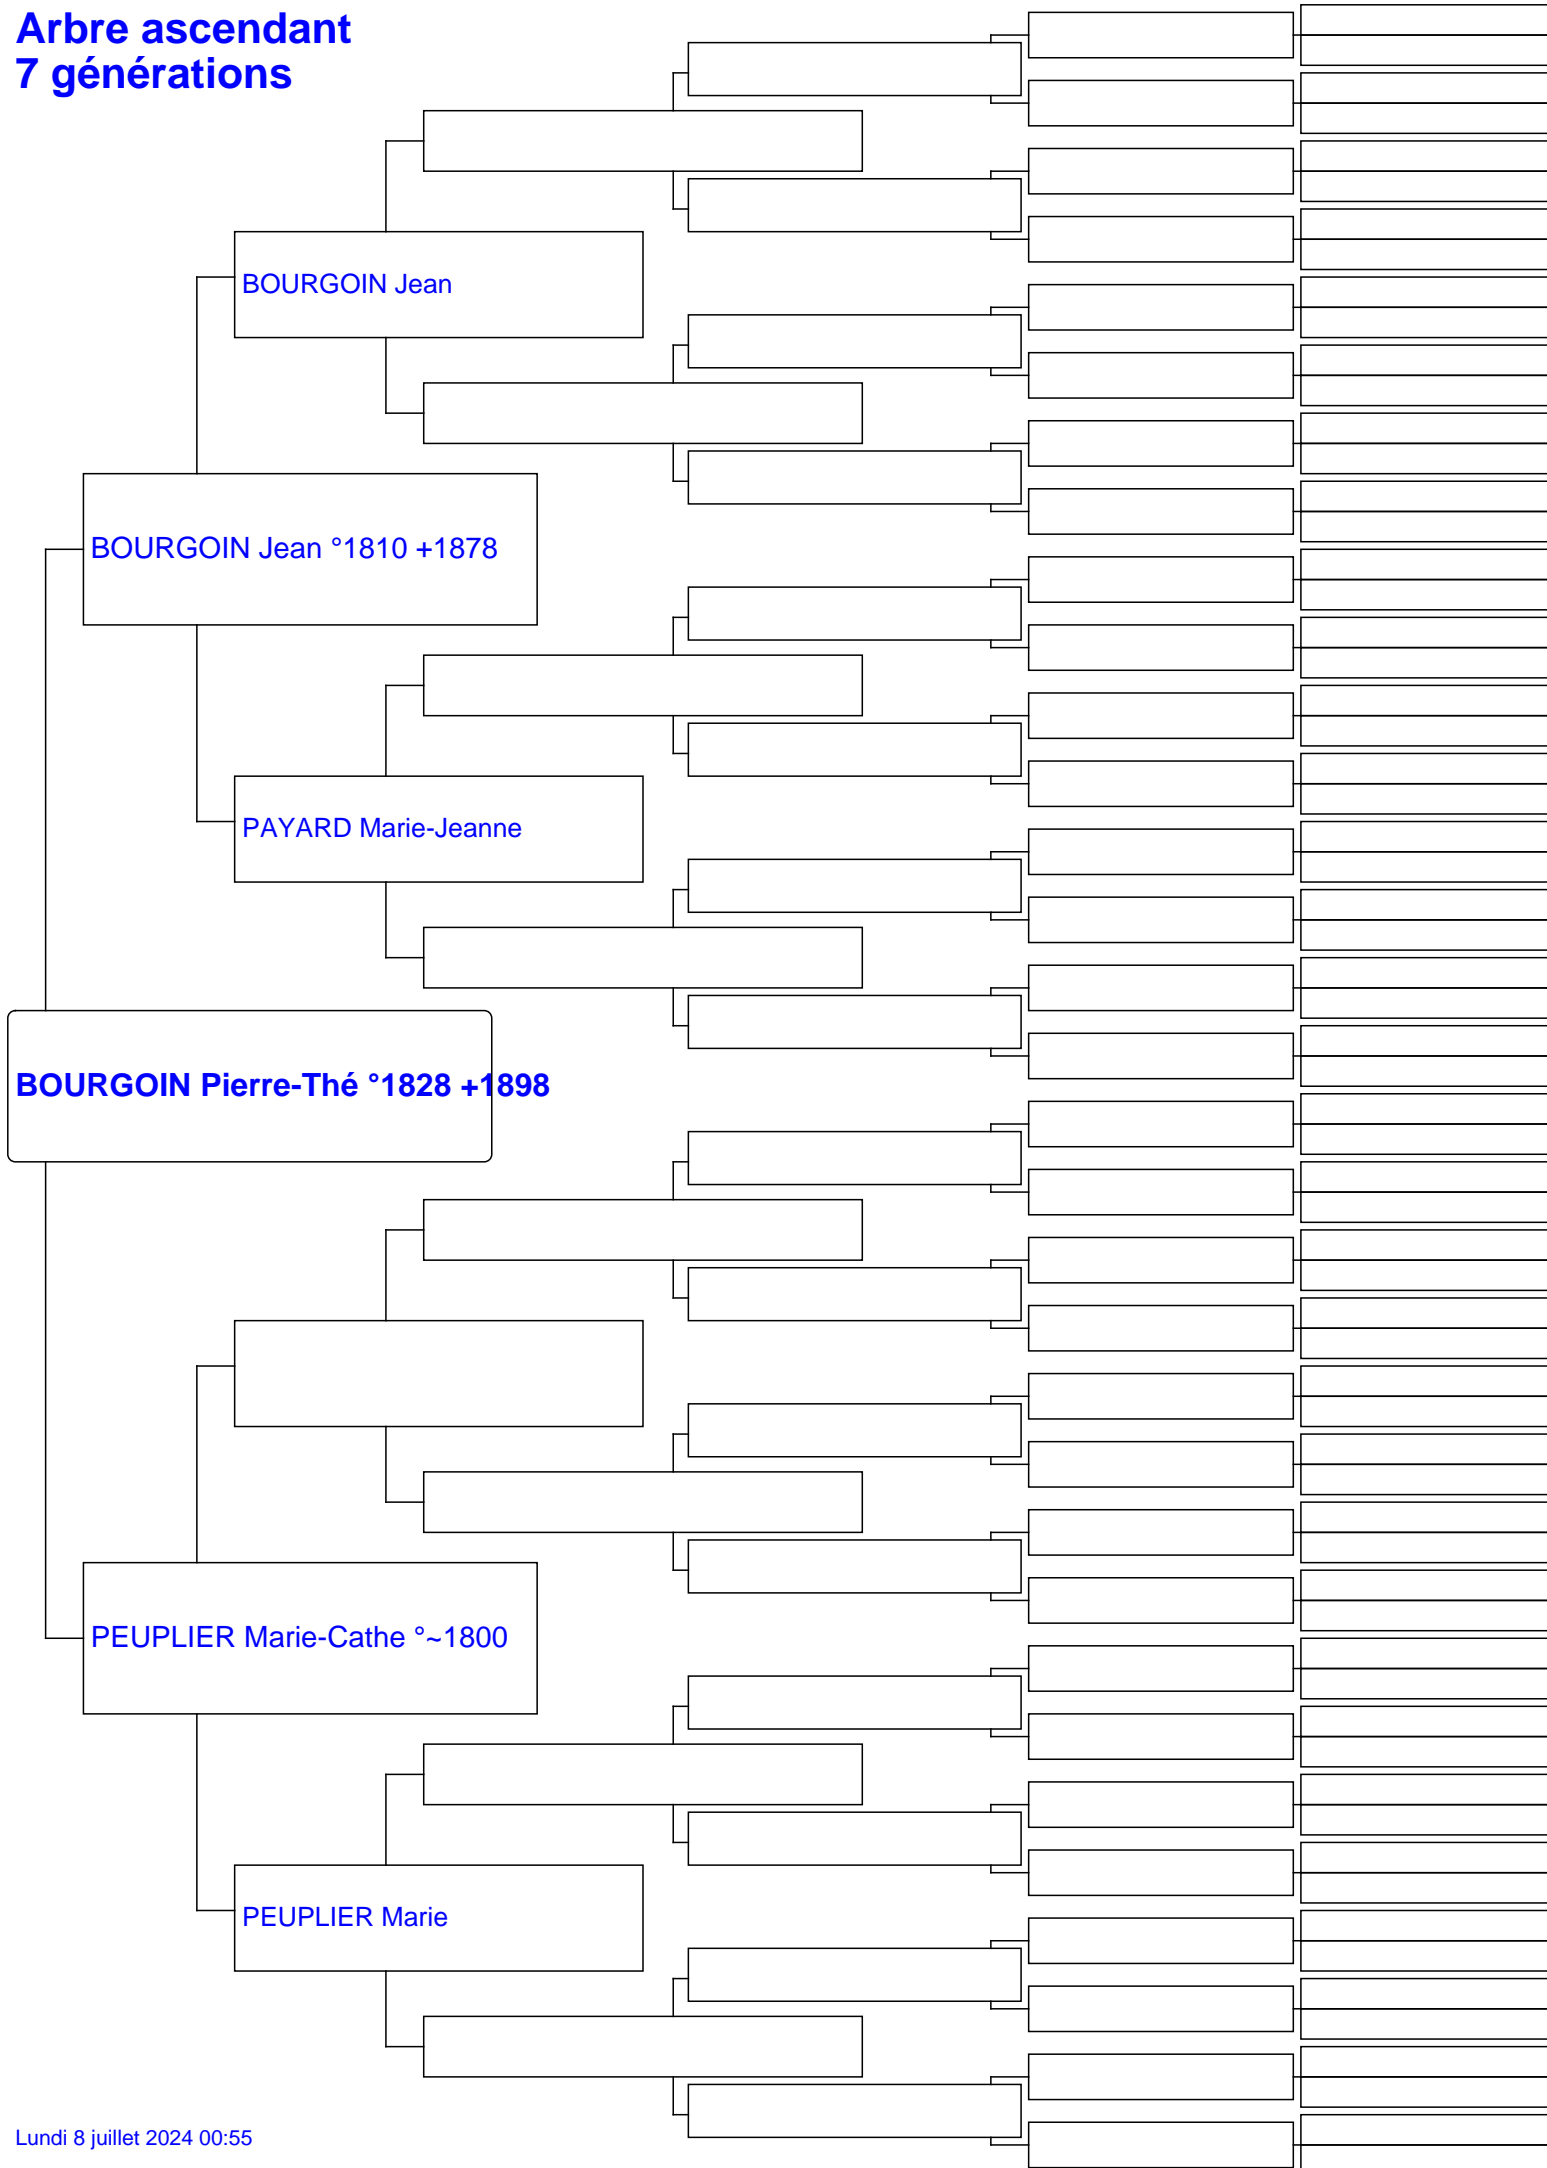 Arbre ascendant
7 générations
BOURGOIN Jean
BOURGOIN Jean °1810 +1878
PAYARD Marie-Jeanne
BOURGOIN Pierre-Thé °1828 +1898
PEUPLIER Marie-Cathe °~1800
PEUPLIER Marie
Lundi 8 juillet 2024 00:55